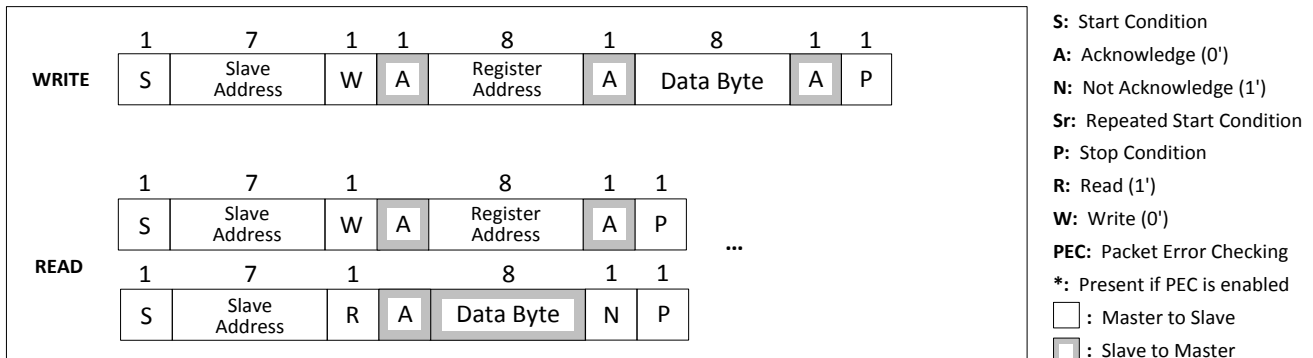 1 7 1 1 8 1 8 1 1
WRITE S Slave Address W A Register Address A Data Byte A P
1 7 1 8 1 1
S Slave Address W A Register Address A P ...
READ
1 7 1 8 1 1
S Slave Address R A Data Byte N P
S: Start Condition
A: Acknowledge (0')
N: Not Acknowledge (1')
Sr: Repeated Start Condition
P: Stop Condition
R: Read (1')
W: Write (0')
PEC: Packet Error Checking
*: Present if PEC is enabled
: Master to Slave
: Slave to Master